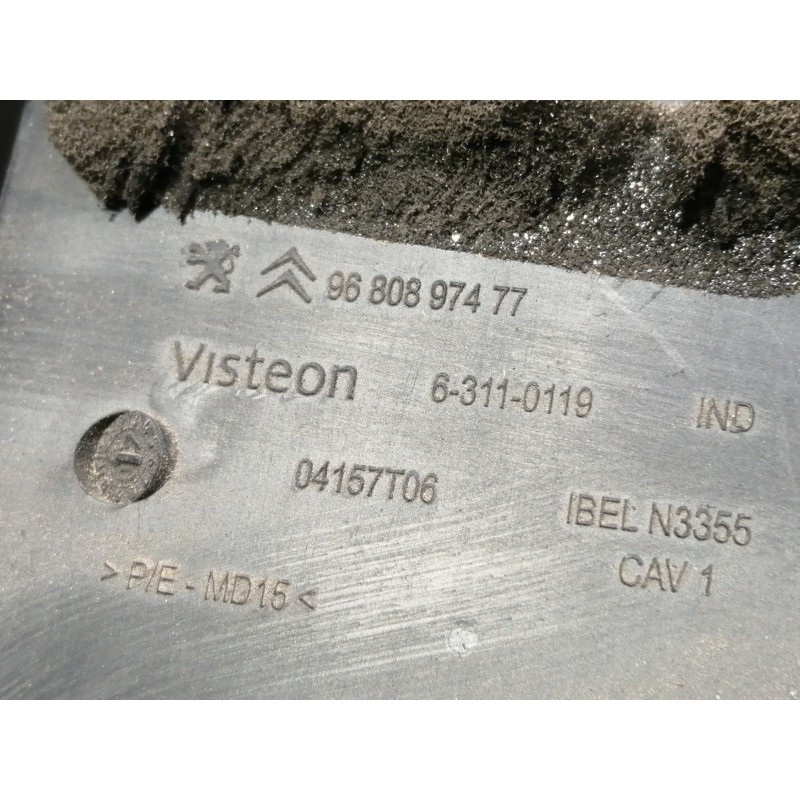 96 808 974 77
Visteon 6-311-0119 IND
04157T06
IBEL N3355
CAV 1
> P/E - MD15 <